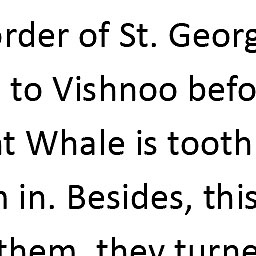 order of St. Georg
to Vishnoo befo
t Whale is tooth
in. Besides, this
them, they turne